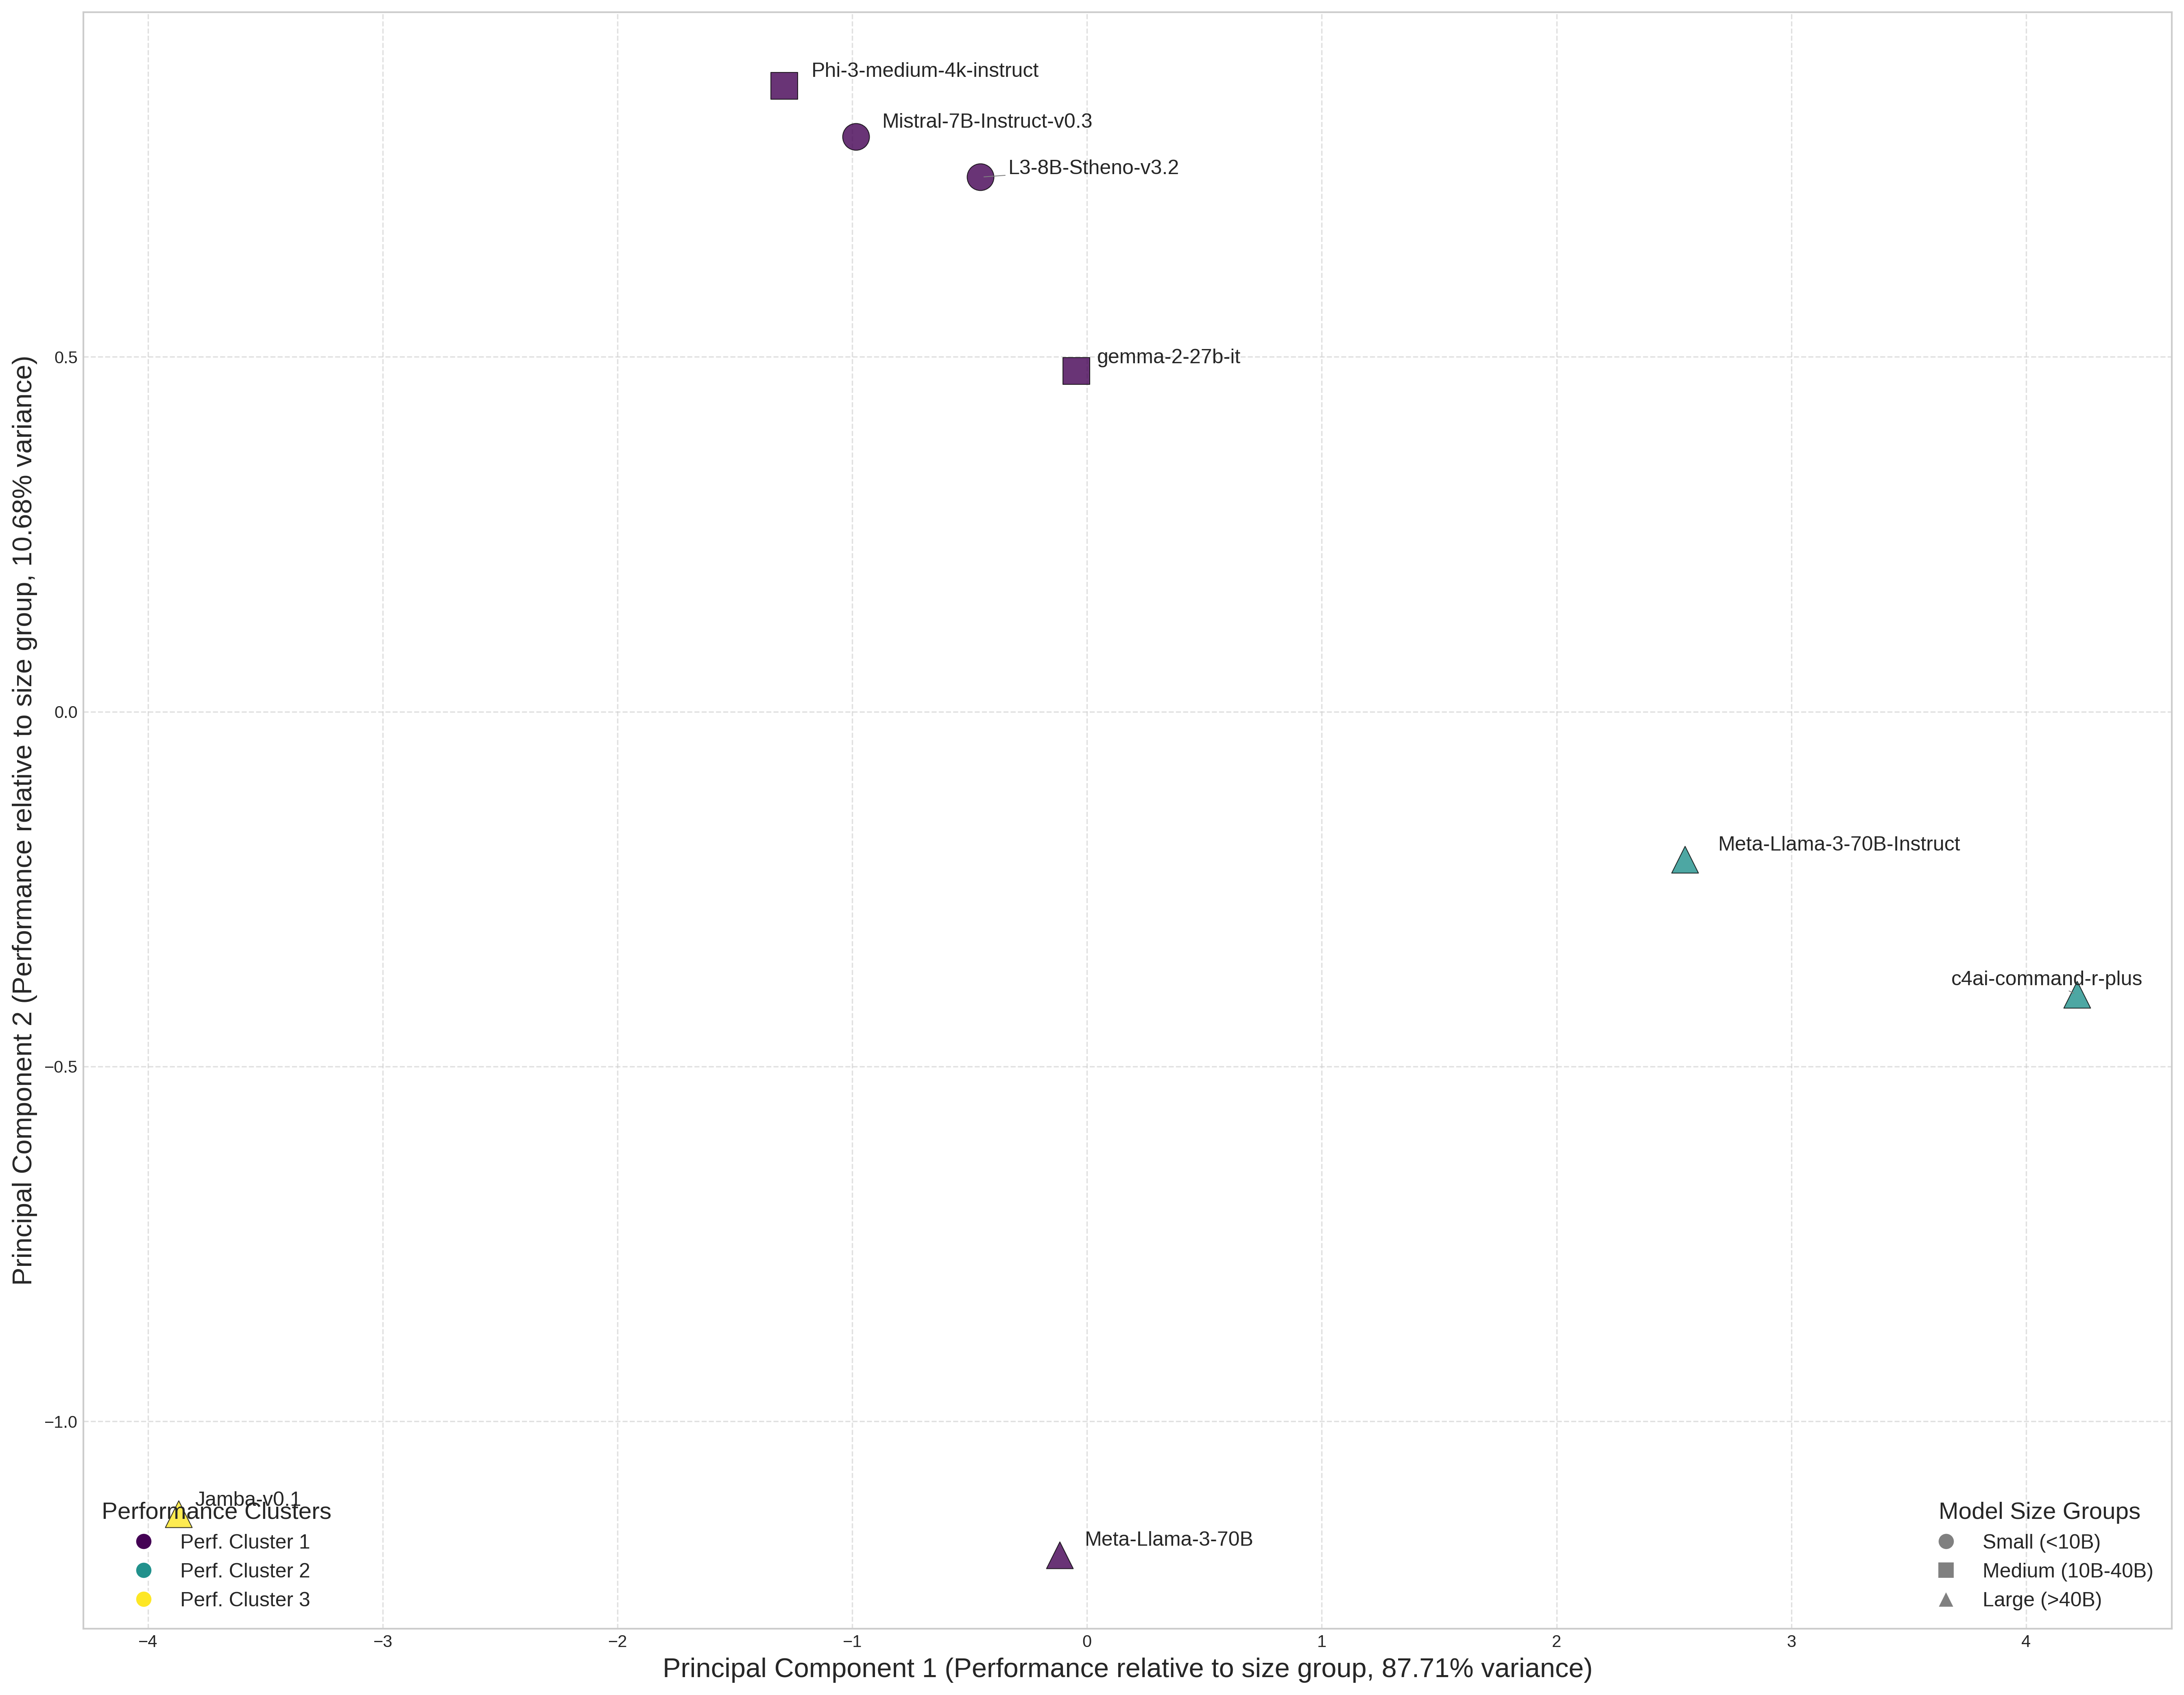 Phi-3-medium-4k-instruct
Mistral-7B-Instruct-v0.3
L3-8B-Stheno-v3.2
gemma-2-27b-it
Meta-Llama-3-70B-Instruct
c4ai-command-r-plus
Jamba-v0.1
Meta-Llama-3-70B
Performance Clusters
Perf. Cluster 1
Perf. Cluster 2
Perf. Cluster 3
Model Size Groups
Small (<10B)
Medium (10B-40B)
Large (>40B)
0.5
0.0
−0.5
−1.0
−4
−3
−2
−1
0
1
2
3
4
Principal Component 1 (Performance relative to size group, 87.71% variance)
Principal Component 2 (Performance relative to size group, 10.68% variance)